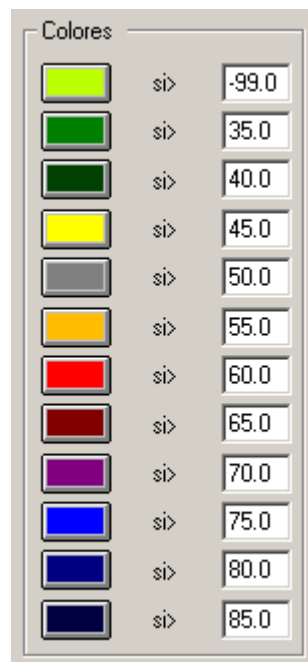 Colores
si> -99.0
si> 35.0
si> 40.0
si> 45.0
si> 50.0
si> 55.0
si> 60.0
si> 65.0
si> 70.0
si> 75.0
si> 80.0
si> 85.0